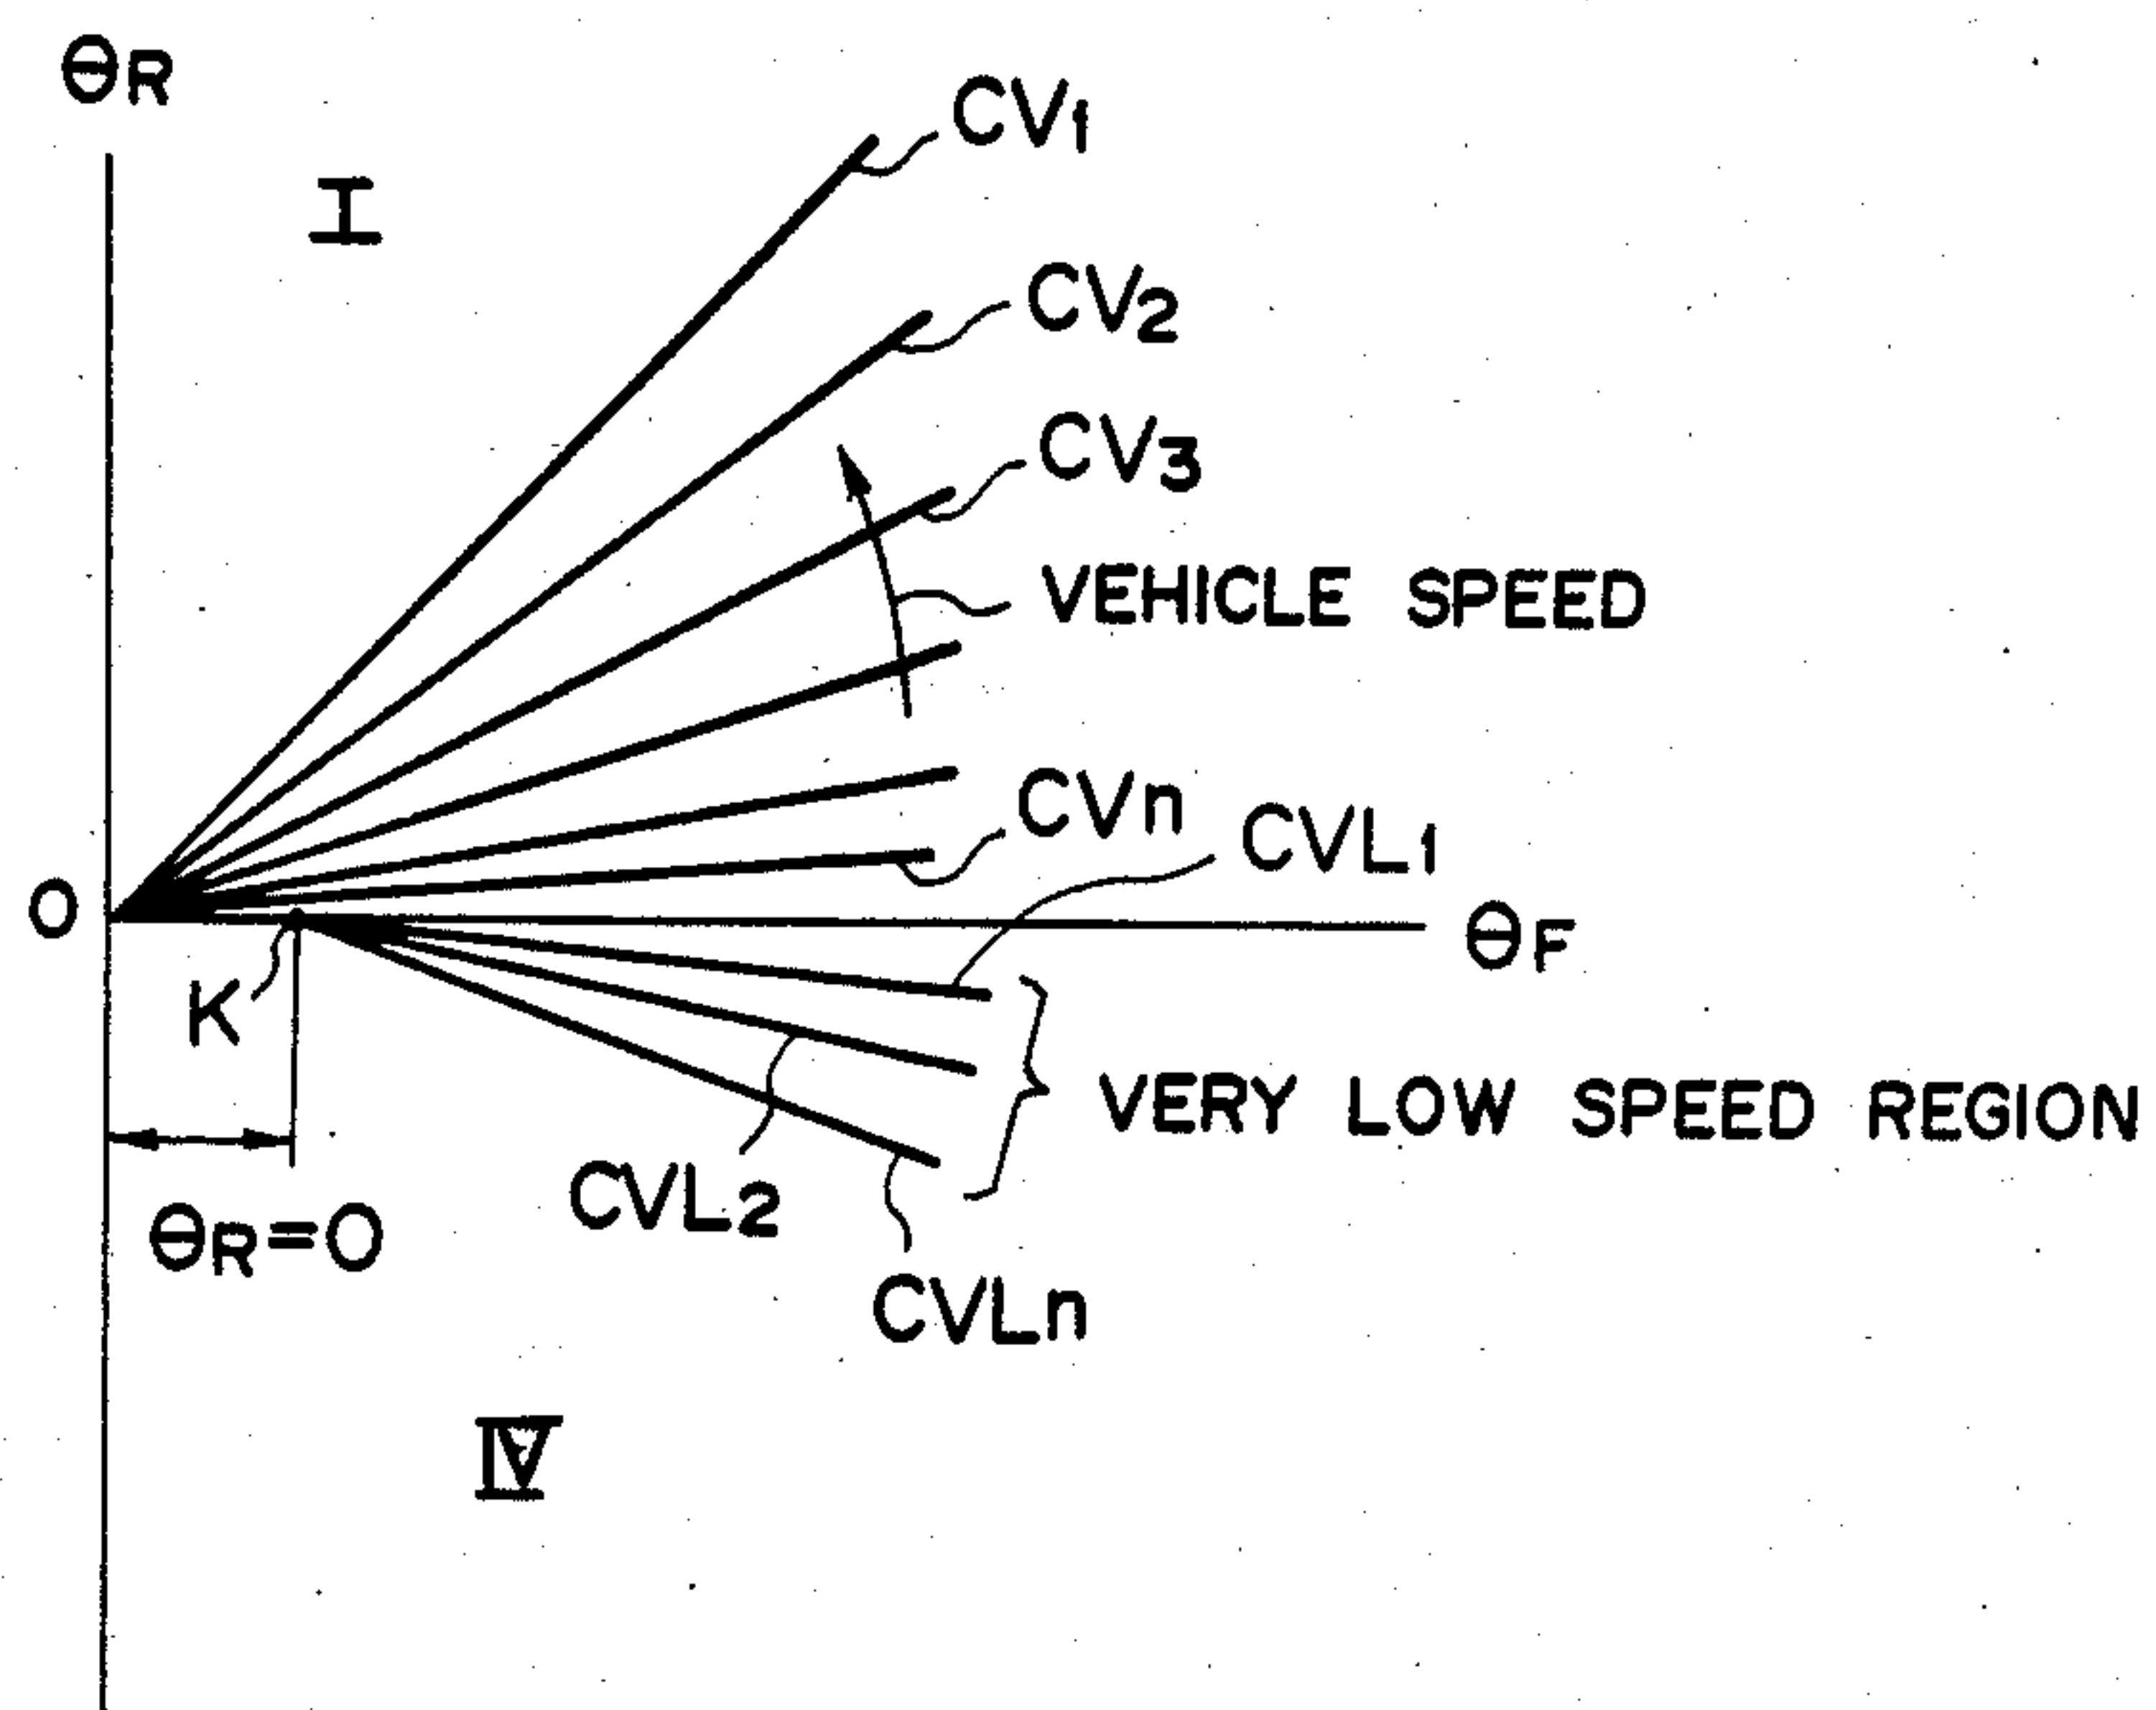 ΘR
I
CV1
CV2
CV3
VEHICLE SPEED
CVn
CVL1
O
ΘF
K
VERY LOW SPEED REGION
CVL2
ΘR=O
CVLn
IV